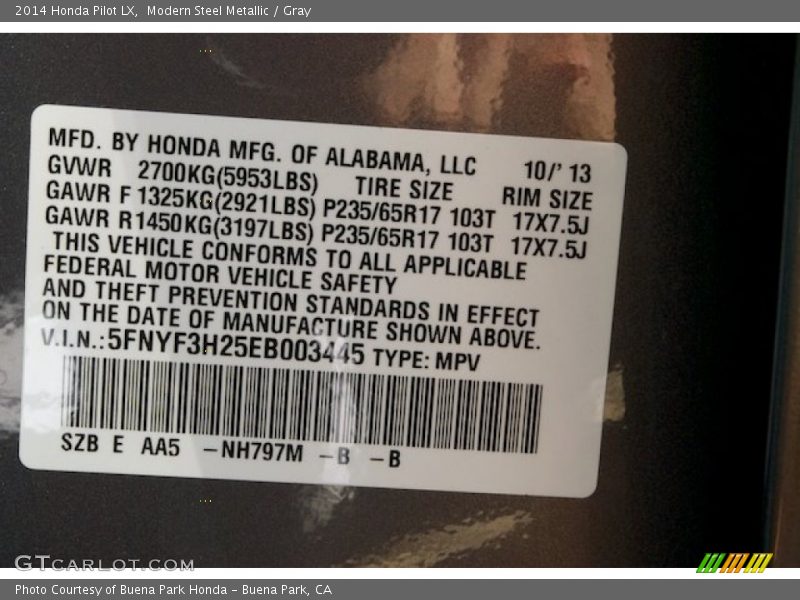 2014 Honda Pilot LX,  Modern Steel Metallic / Gray
MFD. BY HONDA MFG. OF ALABAMA, LLC 10/' 13
GVWR 2700KG(5953LBS) TIRE SIZE RIM SIZE
GAWR F 1325KG(2921LBS) P235/65R17 103T 17X7.5J
GAWR R1450KG(3197LBS) P235/65R17 103T 17X7.5J
THIS VEHICLE CONFORMS TO ALL APPLICABLE
FEDERAL MOTOR VEHICLE SAFETY
AND THEFT PREVENTION STANDARDS IN EFFECT
ON THE DATE OF MANUFACTURE SHOWN ABOVE.
V.I.N.:5FNYF3H25EB003445 TYPE: MPV
SZB E AA5 -NH797M -B -B
GTCARLOT.COM
Photo Courtesy of Buena Park Honda - Buena Park, CA